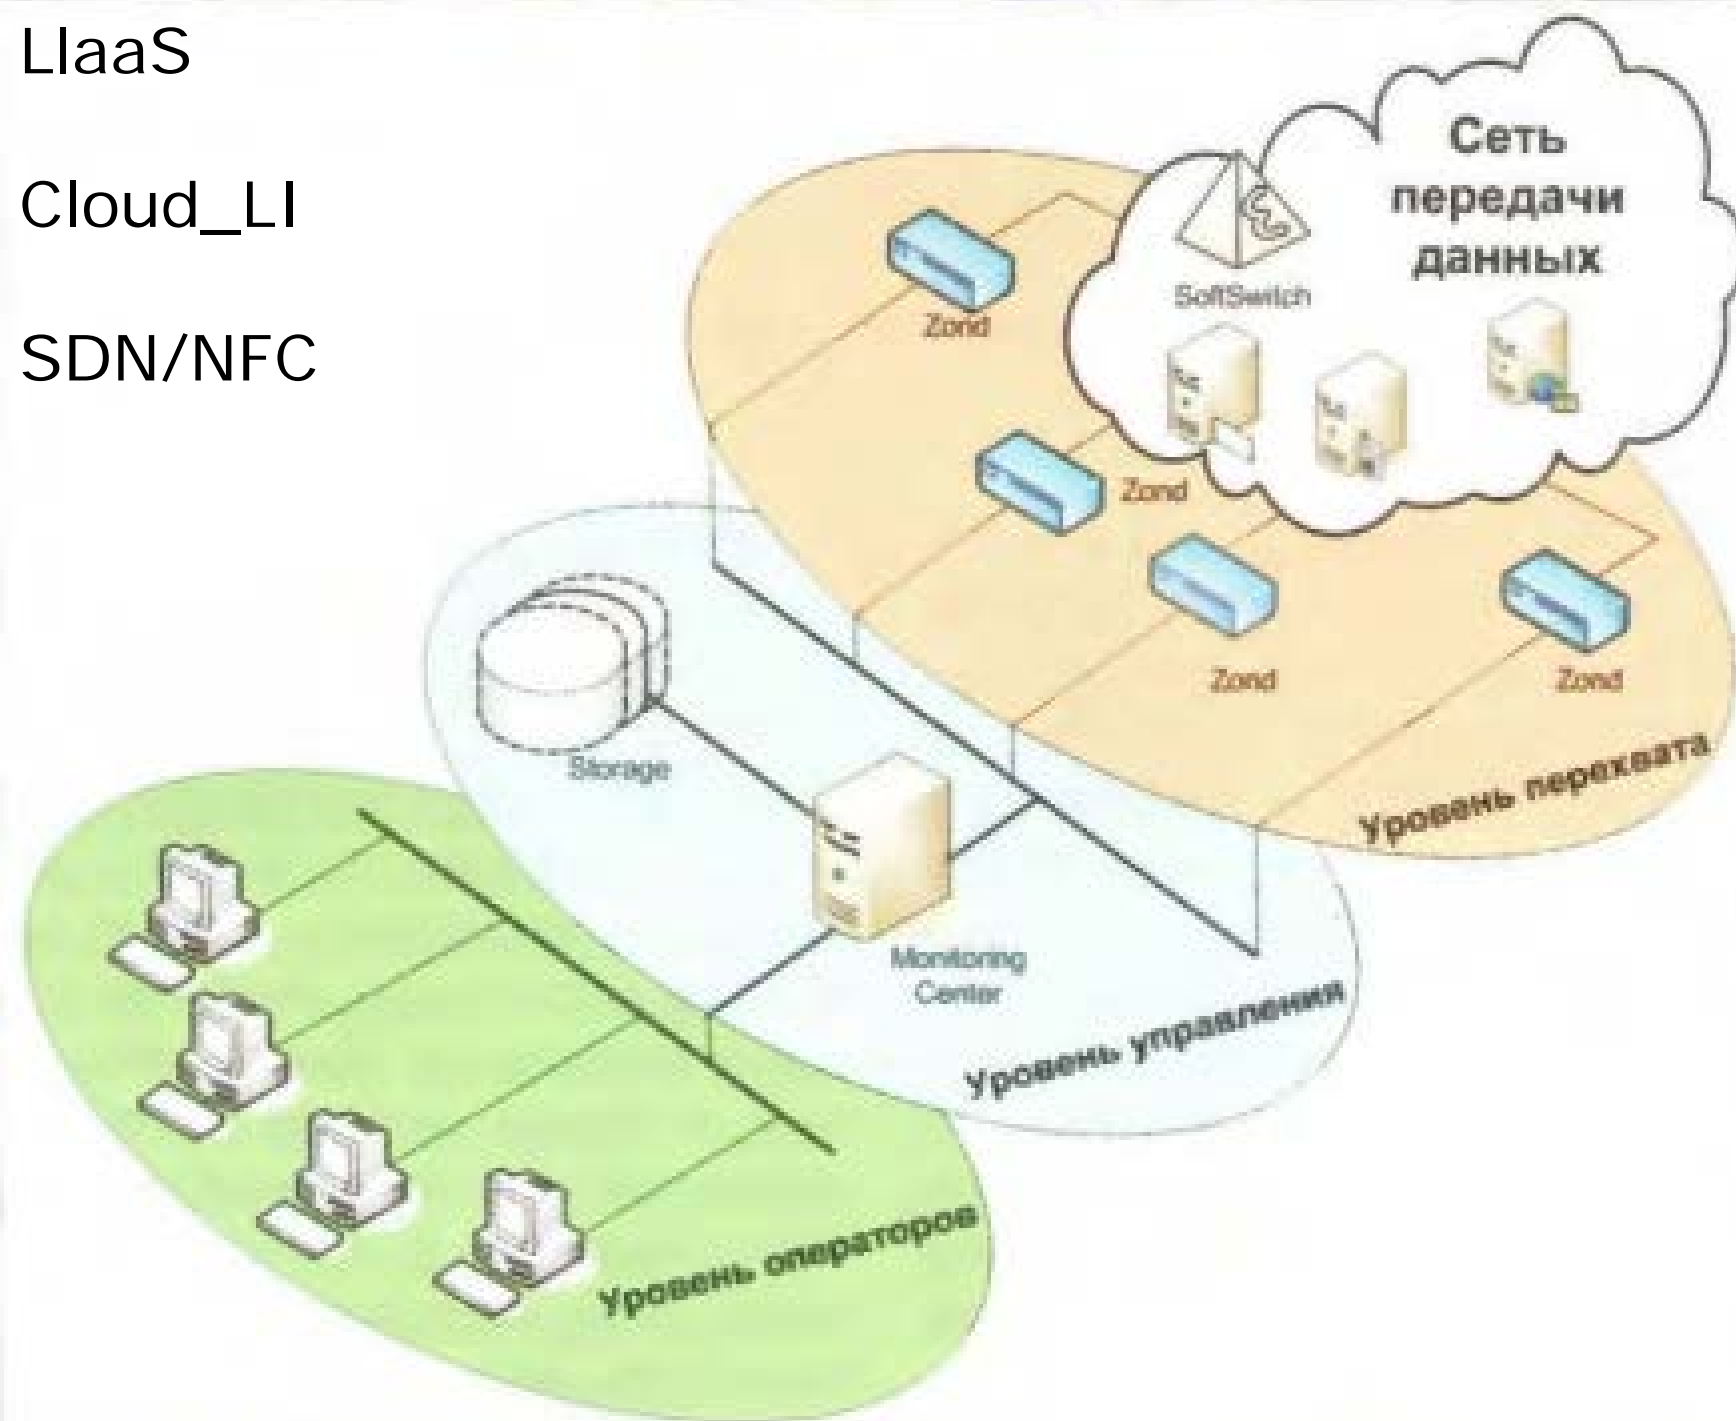 LIaaS
Cloud_LI
SDN/NFC
Сеть
передачи
данных
SoftSwitch
Zond
Zond
Zond
Zond
Уровень перехвата
Storage
Monitoring
Center
Уровень управления
Уровень операторов